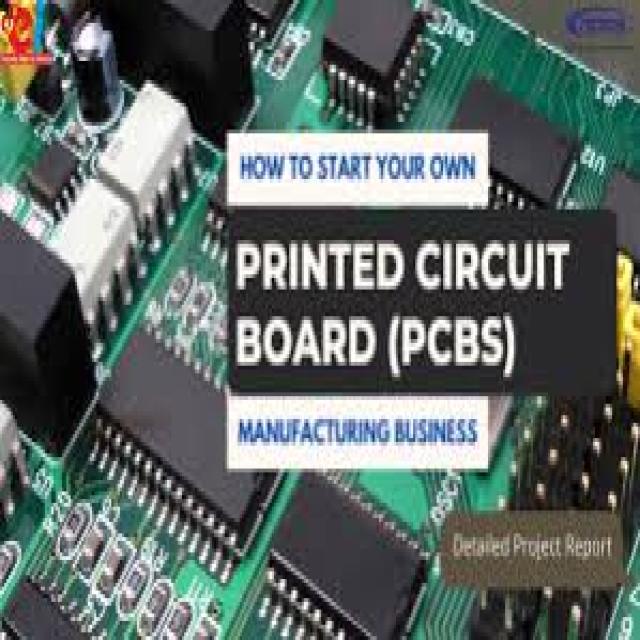 HOW TO START YOUR OWN
PRINTED CIRCUIT
BOARD (PCBS)
MANUFACTURING BUSINESS
Detailed Project Report